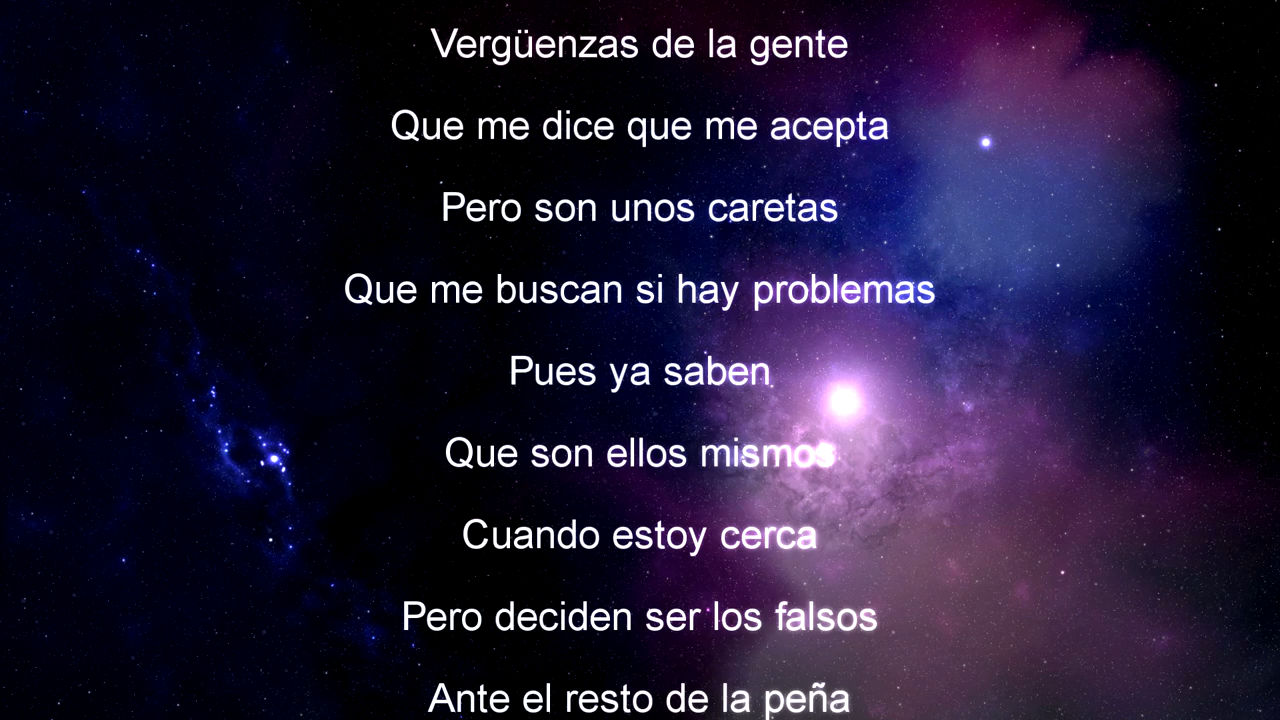 Vergüenzas de la gente
Que me dice que me acepta
Pero son unos caretas
Que me buscan si hay problemas
Pues ya saben
Que son ellos mismos
Cuando estoy cerca
Pero deciden ser los falsos
Ante el resto de la peña